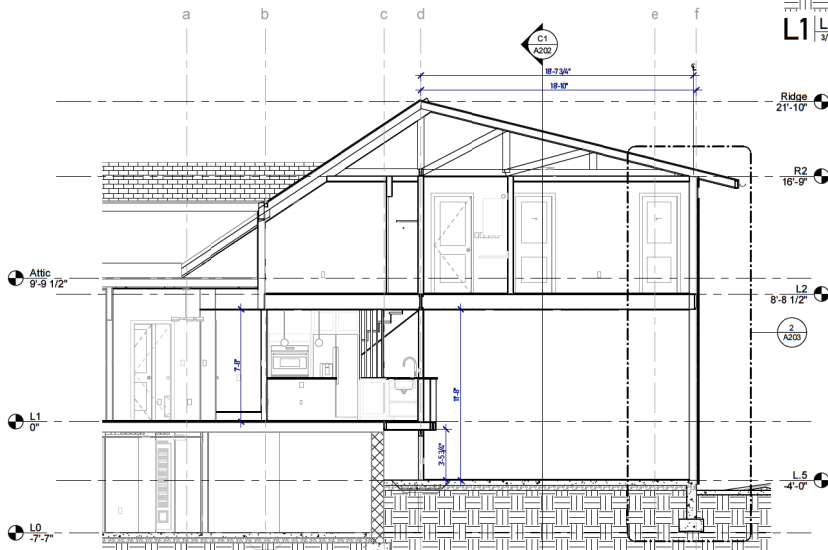 a
b
c
d
e
f
C1
A202
L1
L
3/
18'-7 3/4"
18'-10"
Ridge
21'-10"
R2
16'-9"
Attic
9'-9 1/2"
L2
8'-8 1/2"
2
A203
7'-8"
11'-8"
L1
0"
3'-5 3/4"
L.5
-4'-0"
L0
-7'-7"